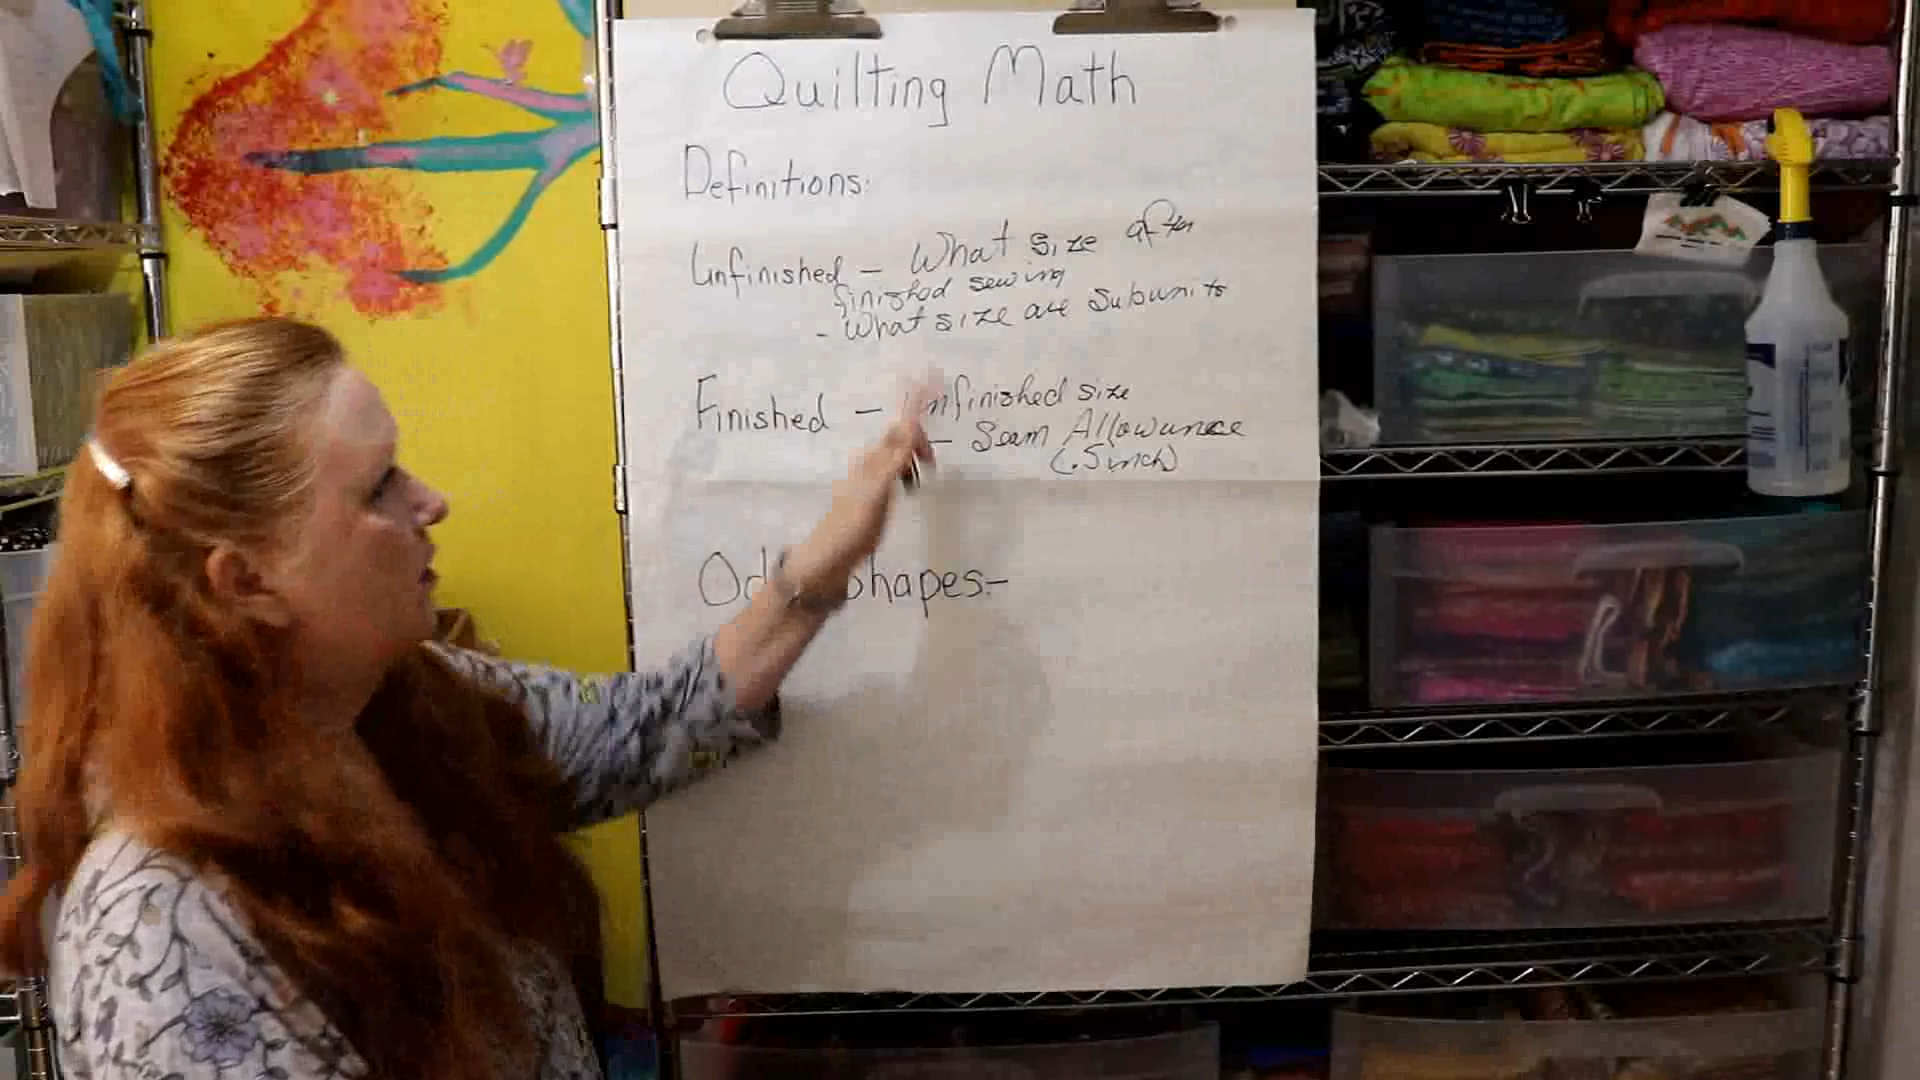 Quilting Math
Definitions:
Unfinished - What size after
finished sewing
- What size are subunits
Finished - Unfinished size
- Seam Allowance
(.5 inch)
Odd Shapes-